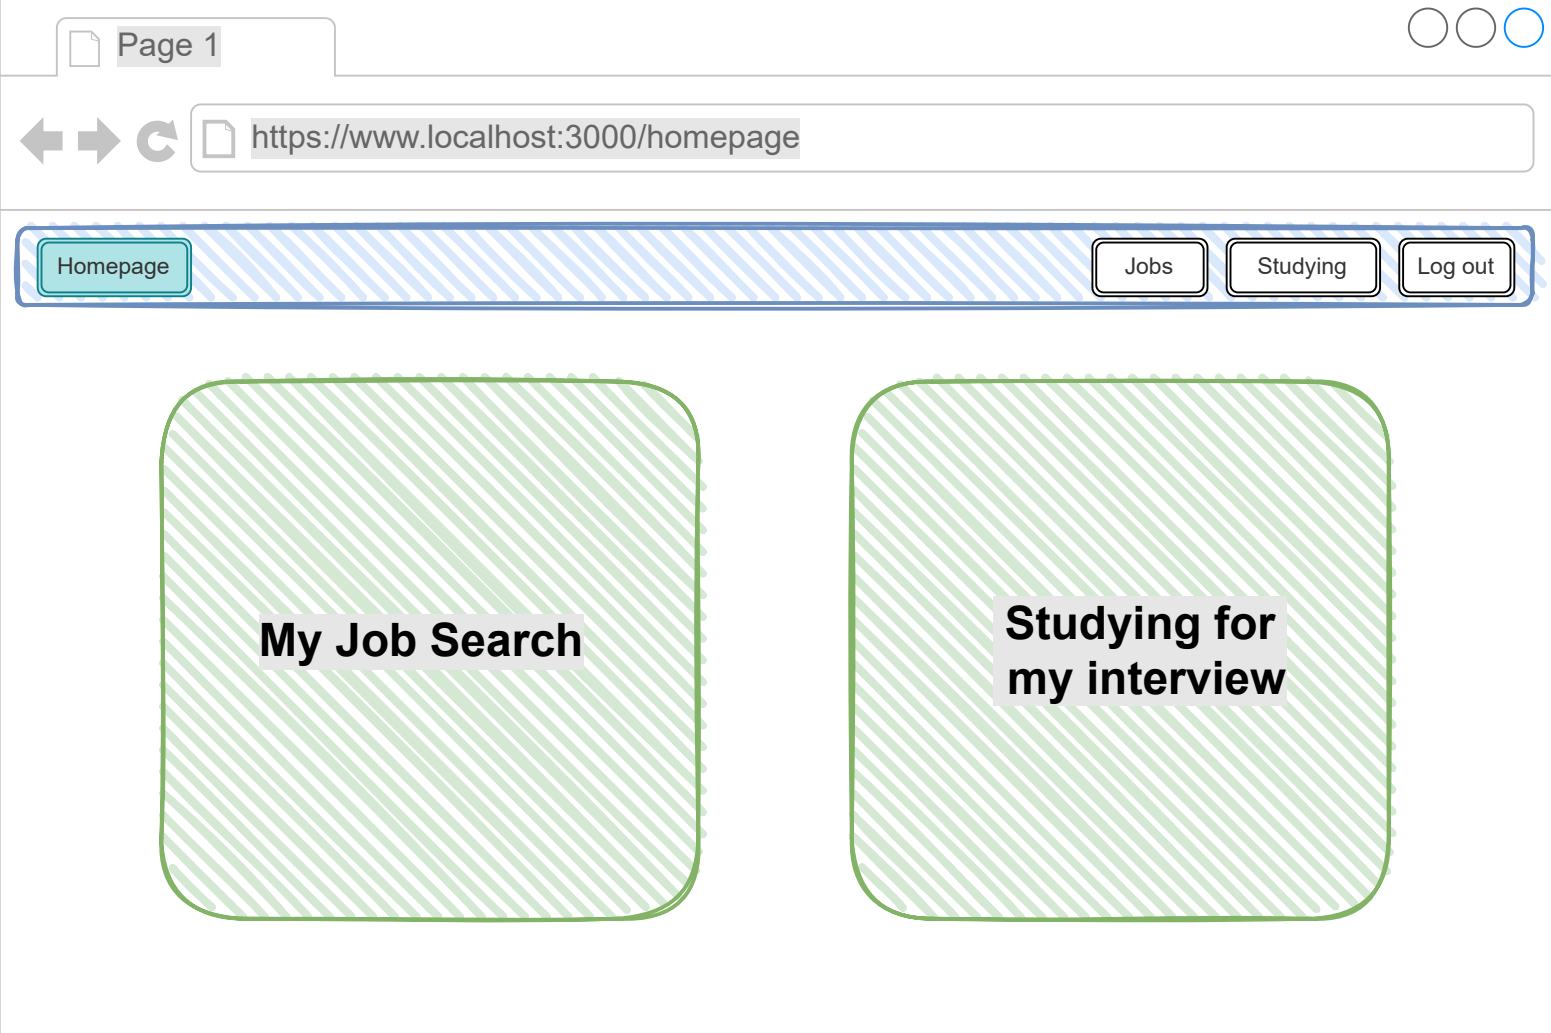 Page 1
https://www.localhost:3000/homepage
Homepage
Jobs
Studying
Log out
My Job Search
Studying for
my interview